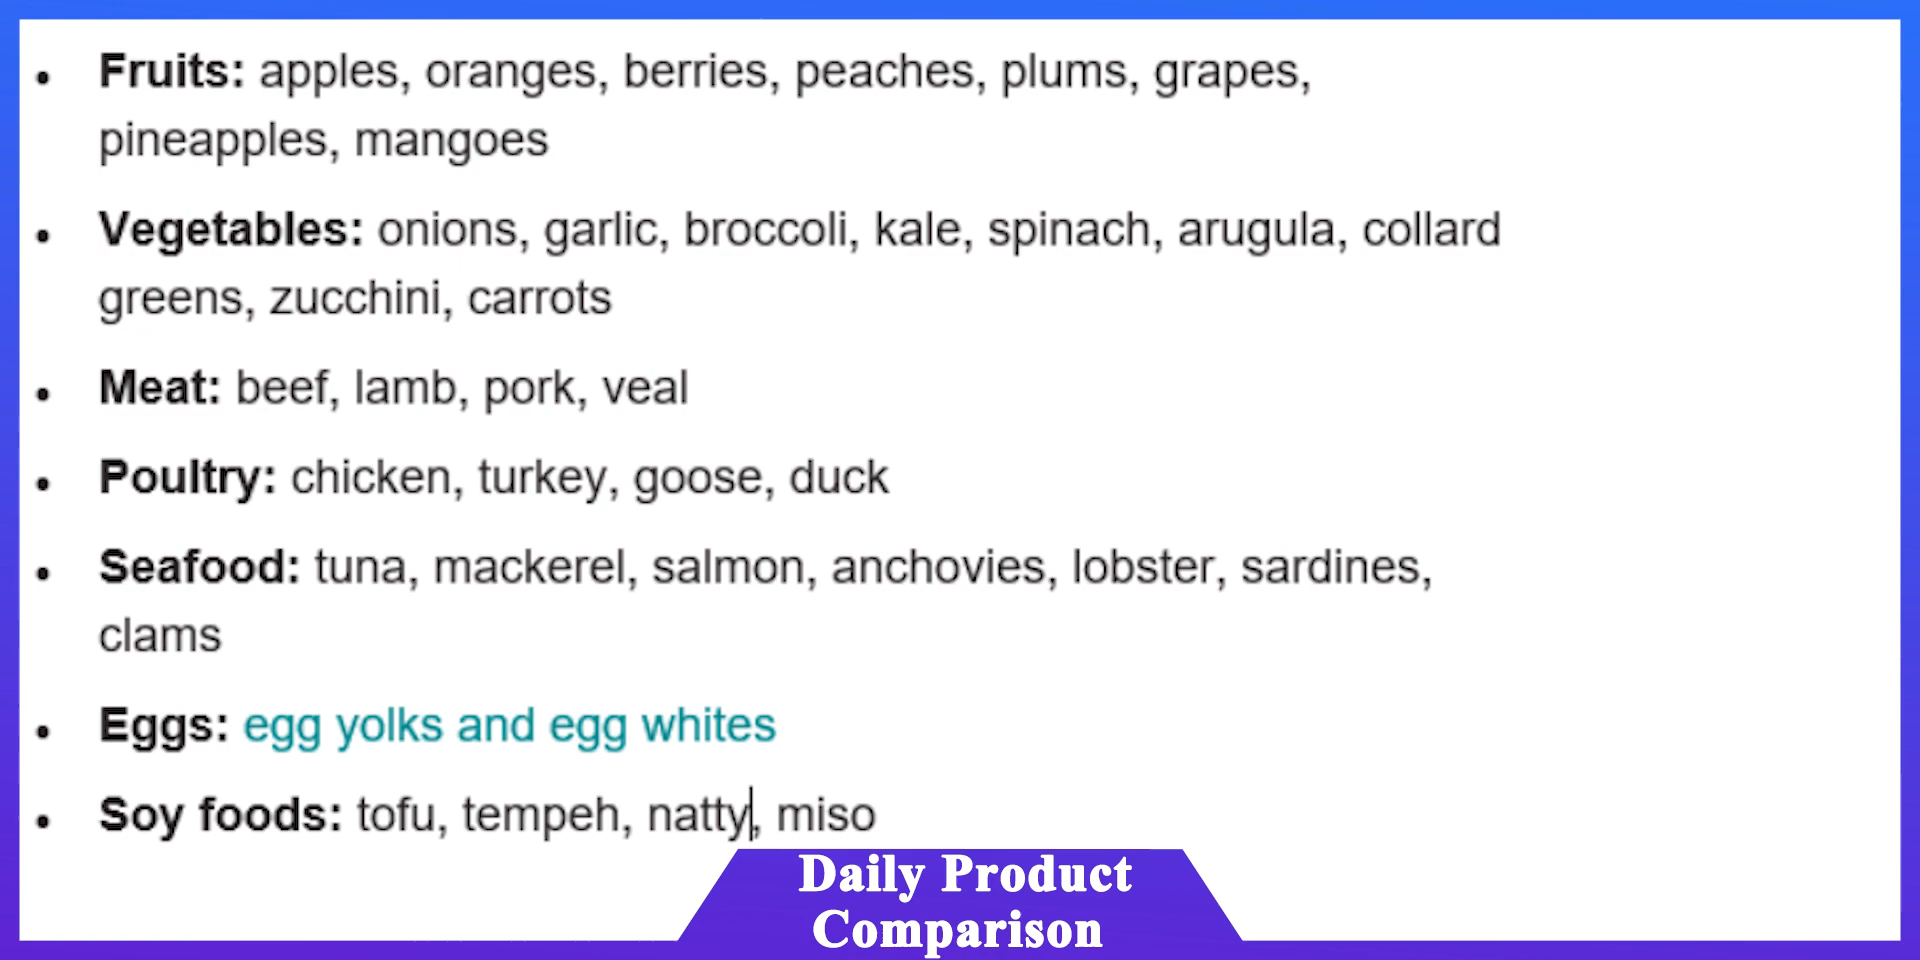 • Fruits: apples, oranges, berries, peaches, plums, grapes,
pineapples, mangoes
• Vegetables: onions, garlic, broccoli, kale, spinach, arugula, collard
greens, zucchini, carrots
• Meat: beef, lamb, pork, veal
• Poultry: chicken, turkey, goose, duck
• Seafood: tuna, mackerel, salmon, anchovies, lobster, sardines,
clams
• Eggs: egg yolks and egg whites
• Soy foods: tofu, tempeh, natty, miso
Daily Product
Comparison